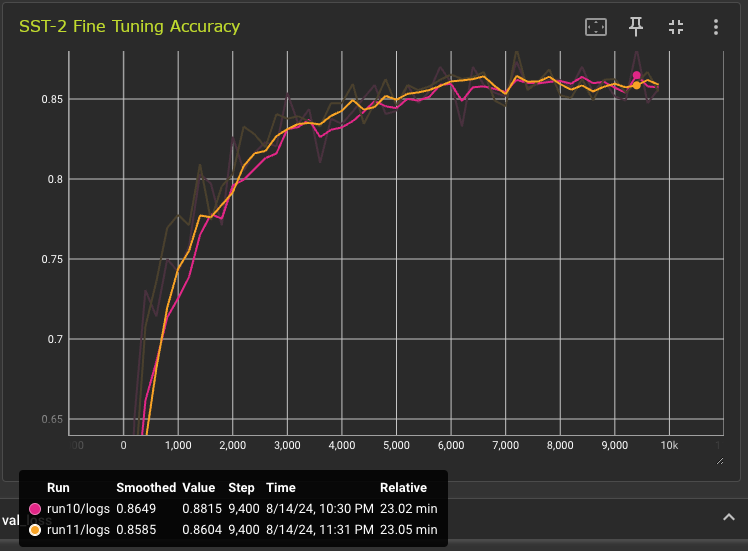 SST-2 Fine Tuning Accuracy
0.85
0.8
0.75
0.7
0.65
00 0 1,000 2,000 3,000 4,000 5,000 6,000 7,000 8,000 9,000 10k 1
Run Smoothed Value Step Time Relative
run10/logs 0.8649 0.8815 9,400 8/14/24, 10:30 PM 23.02 min
run11/logs 0.8585 0.8604 9,400 8/14/24, 11:31 PM 23.05 min
val_loss